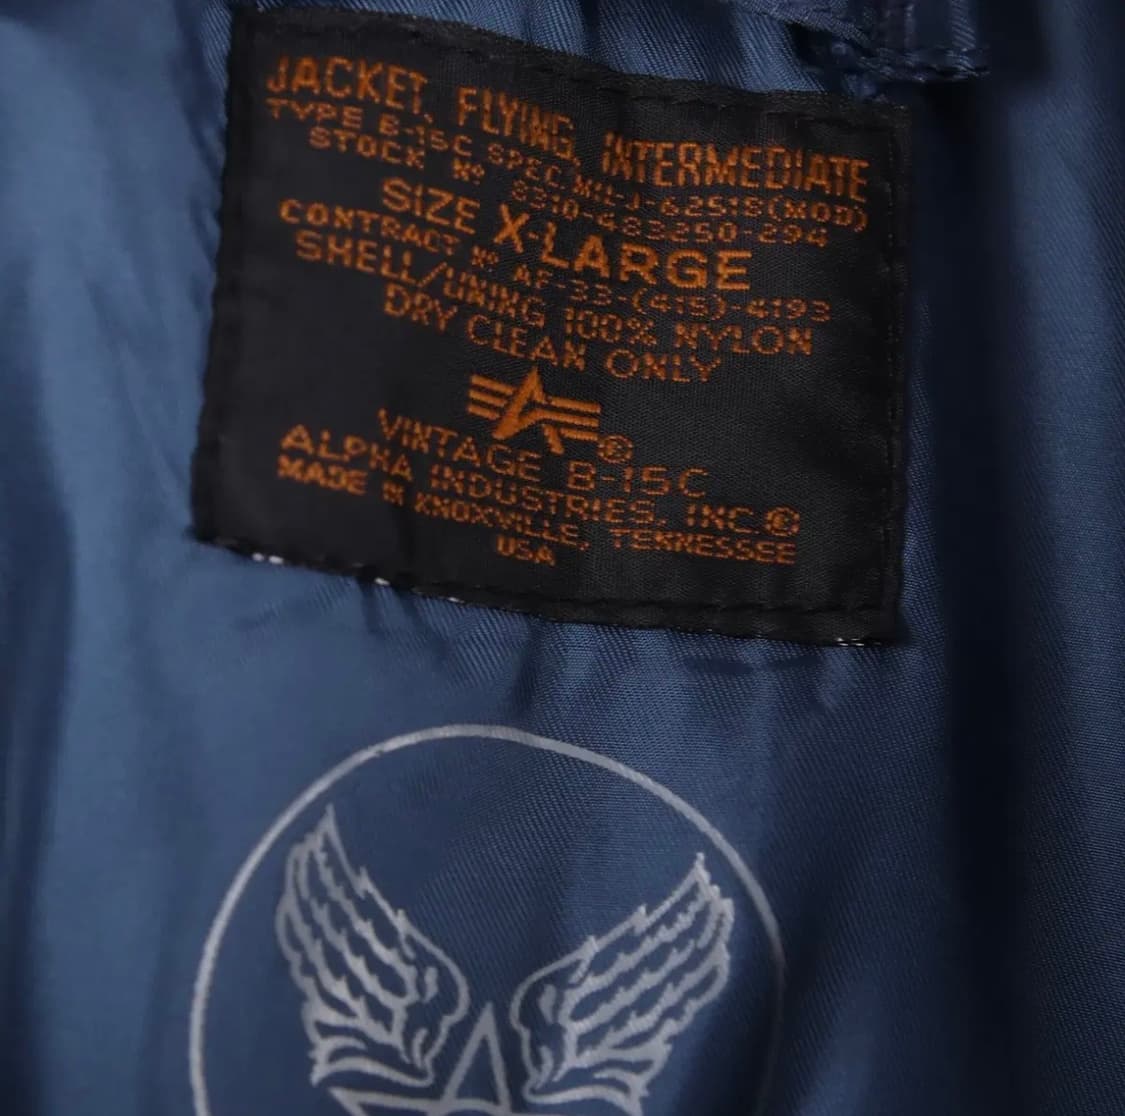 JACKET, FLYING, INTERMEDIATE
TYPE B-15C SPEC. MIL-J-6251S(MOD)
STOCK Nº 8310-483250-294
SIZE X-LARGE
CONTRACT Nº AF-33-(415)-4193
SHELL/LINING 100% NYLON
DRY CLEAN ONLY
®
VINTAGE B-15C
ALPHA INDUSTRIES, INC.©
MADE IN KNOXVILLE, TENNESSEE
USA